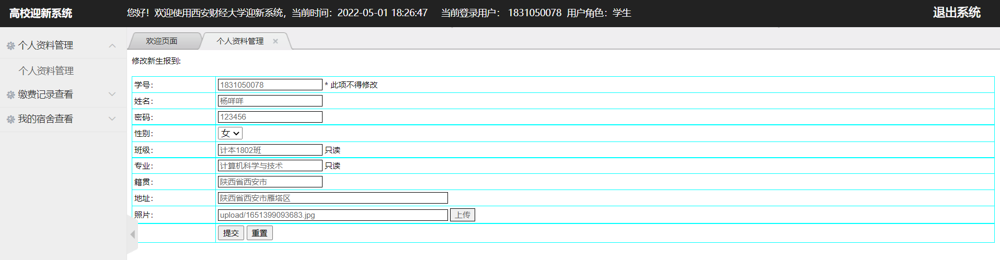 高校迎新系统
您好！欢迎使用西安财经大学迎新系统，当前时间：2022-05-01 18:26:47 当前登录用户： 1831050078 用户角色：学生
退出系统
个人资料管理
个人资料管理
缴费记录查看
我的宿舍查看
欢迎页面
个人资料管理
修改新生报到:
学号： 1831050078 * 此项不得修改
姓名： 杨咩咩
密码： 123456
性别： 女
班级： 计本1802班 只读
专业： 计算机科学与技术 只读
籍贯： 陕西省西安市
地址： 陕西省西安市雁塔区
照片： upload/1651399093683.jpg 上传
提交 重置